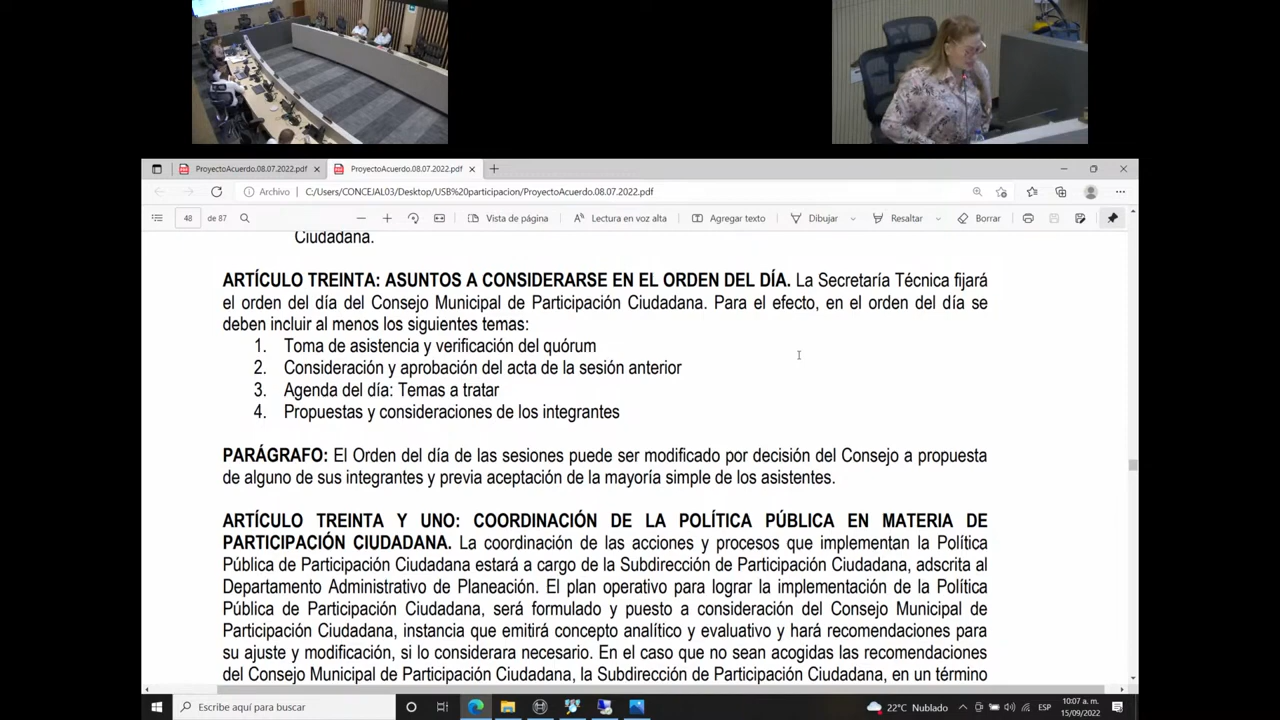 ProyectoAcuerdo.08.07.2022.pdf
ProyectoAcuerdo.08.07.2022.pdf
Archivo
C:/Users/CONCEJAL03/Desktop/USB%20participacion/ProyectoAcuerdo.08.07.2022.pdf
48 de 87
Vista de página
Lectura en voz alta
Agregar texto
Dibujar
Resaltar
Borrar
Ciudadana.
ARTÍCULO TREINTA: ASUNTOS A CONSIDERARSE EN EL ORDEN DEL DÍA. La Secretaría Técnica fijará
el orden del día del Consejo Municipal de Participación Ciudadana. Para el efecto, en el orden del día se
deben incluir al menos los siguientes temas:
1. Toma de asistencia y verificación del quórum
2. Consideración y aprobación del acta de la sesión anterior
3. Agenda del día: Temas a tratar
4. Propuestas y consideraciones de los integrantes
PARÁGRAFO: El Orden del día de las sesiones puede ser modificado por decisión del Consejo a propuesta
de alguno de sus integrantes y previa aceptación de la mayoría simple de los asistentes.
ARTÍCULO TREINTA Y UNO: COORDINACIÓN DE LA POLÍTICA PÚBLICA EN MATERIA DE
PARTICIPACIÓN CIUDADANA. La coordinación de las acciones y procesos que implementan la Política
Pública de Participación Ciudadana estará a cargo de la Subdirección de Participación Ciudadana, adscrita al
Departamento Administrativo de Planeación. El plan operativo para lograr la implementación de la Política
Pública de Participación Ciudadana, será formulado y puesto a consideración del Consejo Municipal de
Participación Ciudadana, instancia que emitirá concepto analítico y evaluativo y hará recomendaciones para
su ajuste y modificación, si lo considerara necesario. En el caso que no sean acogidas las recomendaciones
del Consejo Municipal de Participación Ciudadana, la Subdirección de Participación Ciudadana, en un término
Escribe aquí para buscar
22°C Nublado
ESP
10:07 a. m.
15/09/2022